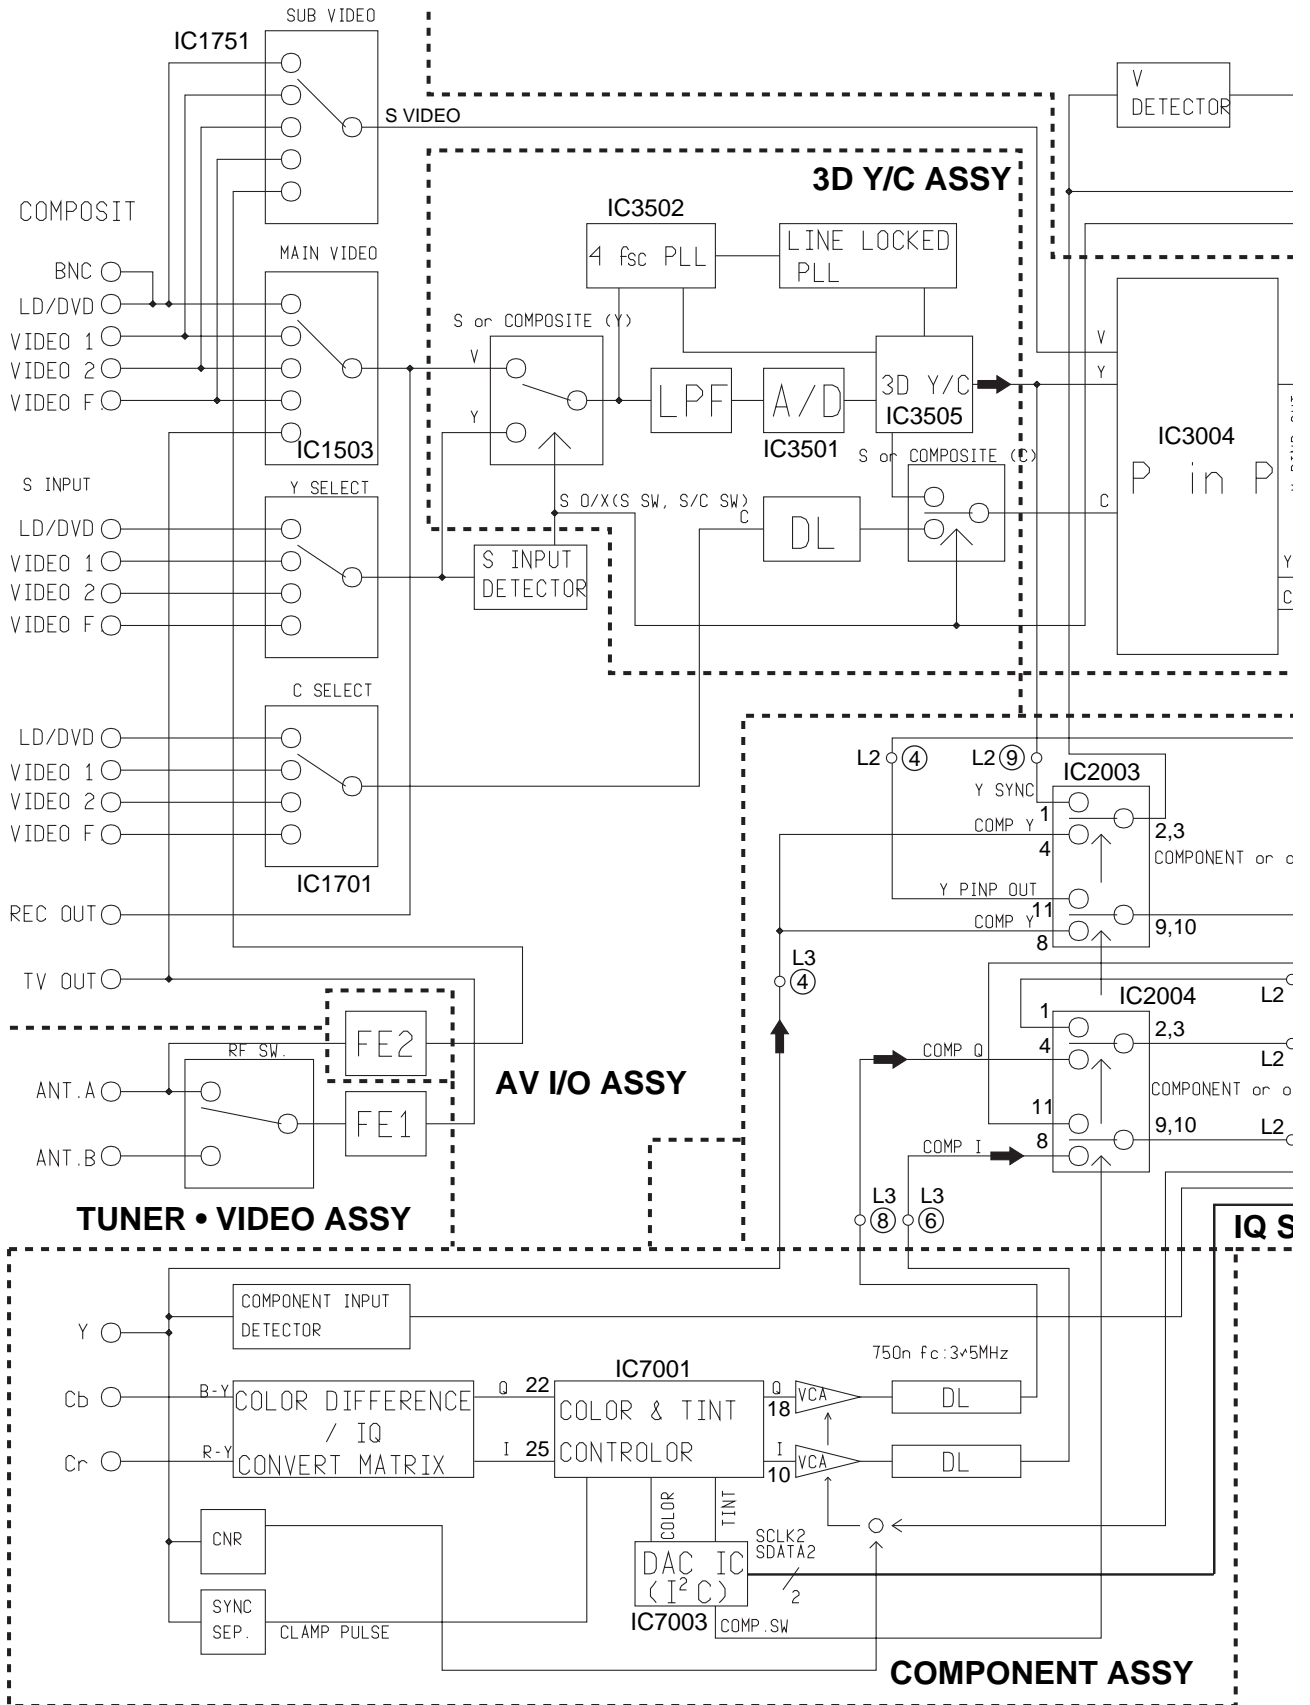 SUB VIDEO
IC1751
S VIDEO
V
DETECTOR
3D Y/C ASSY
COMPOSIT
IC3502
4 fsc PLL
LINE LOCKED
PLL
MAIN VIDEO
BNC
LD/DVD
VIDEO 1
VIDEO 2
VIDEO F.
IC1503
S or COMPOSITE (Y)
V
Y
LPF
A/D
IC3501
3D Y/C
IC3505
V
Y
IC3004
P in P
S or COMPOSITE (C)
C
S INPUT
Y SELECT
LD/DVD
VIDEO 1
VIDEO 2
VIDEO F
S O/X(S SW, S/C SW)
C
DL
S INPUT
DETECTOR
Y
C
C SELECT
LD/DVD
VIDEO 1
VIDEO 2
VIDEO F
IC1701
L2 4
L2 9
Y SYNC
IC2003
1
COMP Y
4
2,3
COMPONENT or
Y PINP OUT
11
COMP Y
8
9,10
REC OUT
TV OUT
L3
4
IC2004
L2
1
2,3
COMP Q
4
L2
COMPONENT or
11
9,10
COMP I
8
L2
RF SW.
FE2
FE1
ANT.A
ANT.B
AV I/O ASSY
TUNER • VIDEO ASSY
L3
8
L3
6
IQ S
Y
COMPONENT INPUT
DETECTOR
750n fc:3~5MHz
Cb
B-Y
Cr
R-Y
COLOR DIFFERENCE
/ IQ
CONVERT MATRIX
Q 22
I 25
IC7001
COLOR & TINT
CONTROLOR
Q
18
VCA
DL
I
10
VCA
DL
COLOR
TINT
CNR
SCLK2
SDATA2
2
DAC IC
(I²C)
IC7003
COMP.SW
SYNC
SEP.
CLAMP PULSE
COMPONENT ASSY